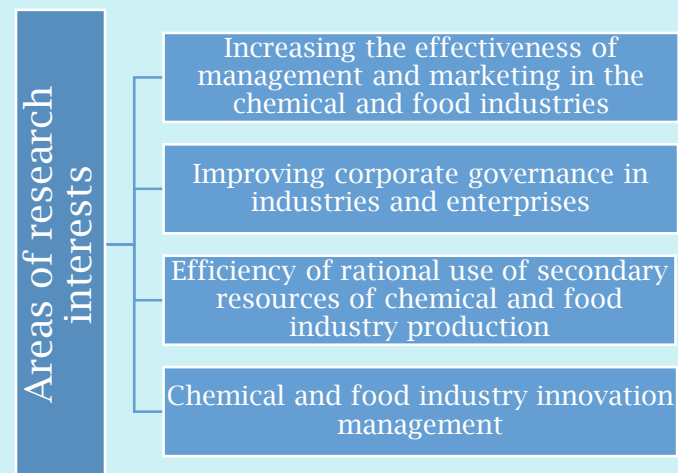 Areas of research
interests
Increasing the effectiveness of
management and marketing in the
chemical and food industries
Improving corporate governance in
industries and enterprises
Efficiency of rational use of secondary
resources of chemical and food
industry production
Chemical and food industry innovation
management